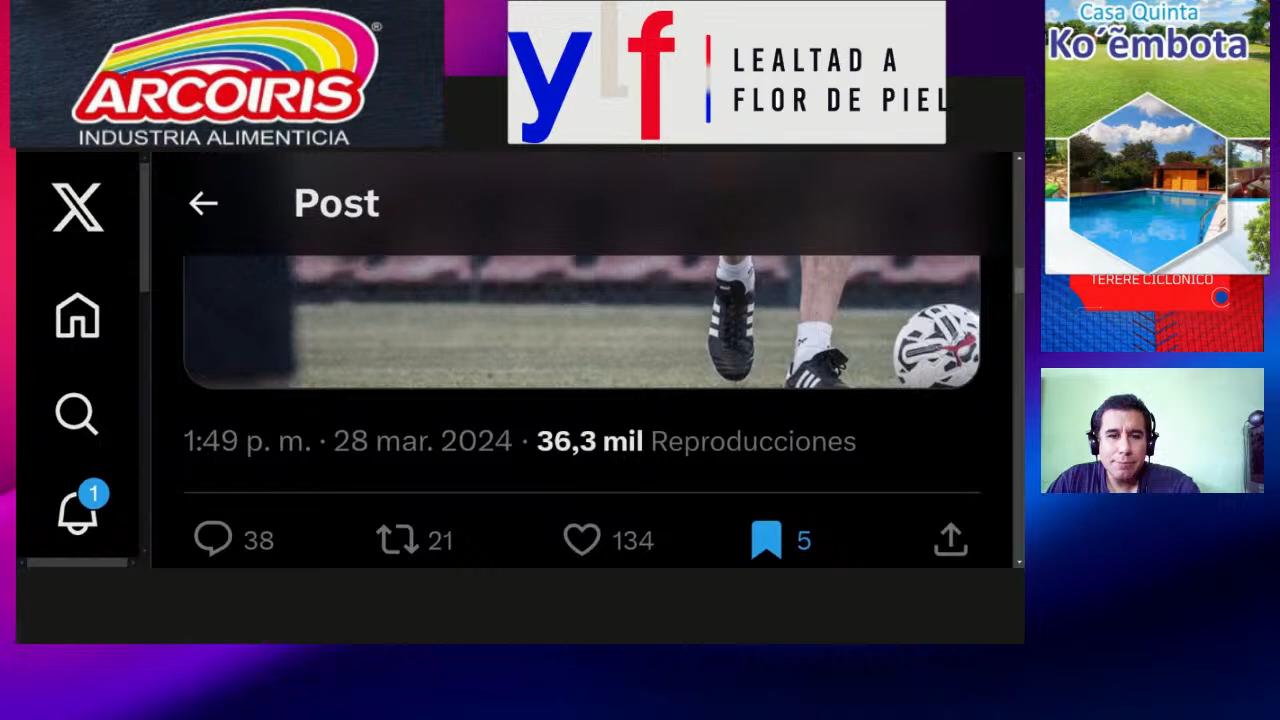 ARCOIRIS®
INDUSTRIA ALIMENTICIA
yf
LEALTAD A
FLOR DE PIEL
Casa Quinta
Ko´ẽmbota
TERERE CICLONICO
Post
1:49 p. m. · 28 mar. 2024 · 36,3 mil Reproducciones
1
38
21
134
5